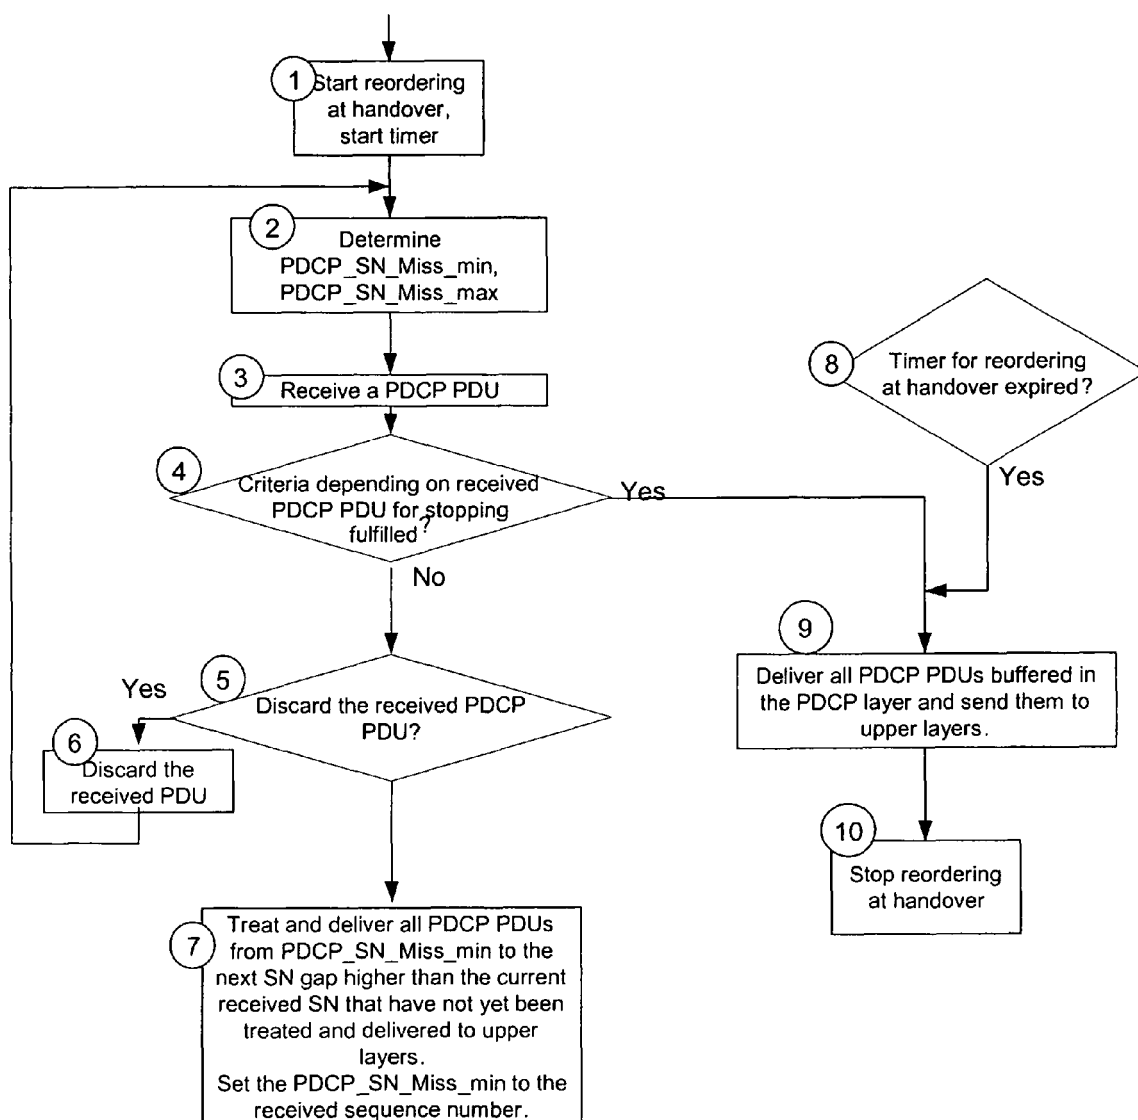 1
Start reordering
at handover,
start timer
2
Determine
PDCP_SN_Miss_min,
PDCP_SN_Miss_max
3
Receive a PDCP PDU
4
Criteria depending on received
PDCP PDU for stopping
fulfilled?
Yes
No
5
Discard the received PDCP
PDU?
Yes
6
Discard the
received PDU
7
Treat and deliver all PDCP PDUs
from PDCP_SN_Miss_min to the
next SN gap higher than the current
received SN that have not yet been
treated and delivered to upper
layers.
Set the PDCP_SN_Miss_min to the
received sequence number.
8
Timer for reordering
at handover expired?
Yes
9
Deliver all PDCP PDUs buffered in
the PDCP layer and send them to
upper layers.
10
Stop reordering
at handover